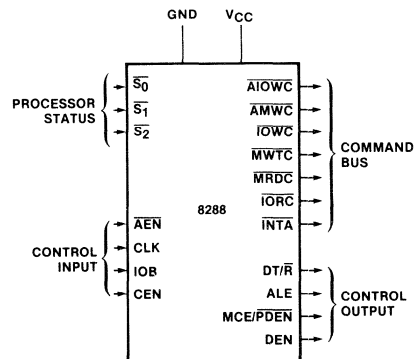 GND
VCC
S0
S1
S2
PROCESSOR
STATUS
AIOWC
AMWC
IOWC
MWTC
MRDC
IORC
INTA
COMMAND
BUS
8288
AEN
CLK
IOB
CEN
CONTROL
INPUT
DT/R
ALE
MCE/PDEN
DEN
CONTROL
OUTPUT